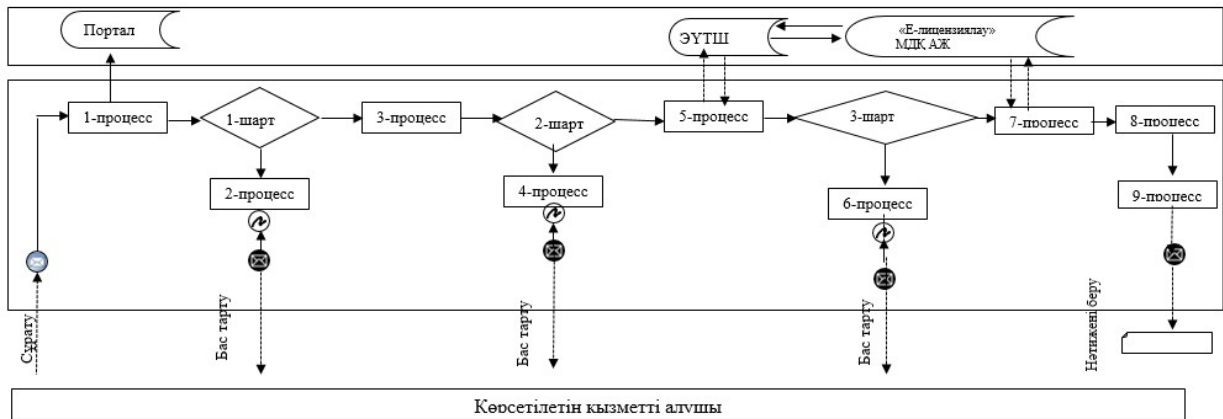 Портал
ЭҮТШ
«Е-лицензиялау»
МДҚ АЖ
1-процесс
1-шарт
3-процесс
2-шарт
5-процесс
3-шарт
7-процесс
8-процесс
2-процесс
4-процесс
6-процесс
9-процесс
Сұрату
Бас тарту
Бас тарту
Бас тарту
Нәтижені беру
Көрсетілетін қызметті алушы